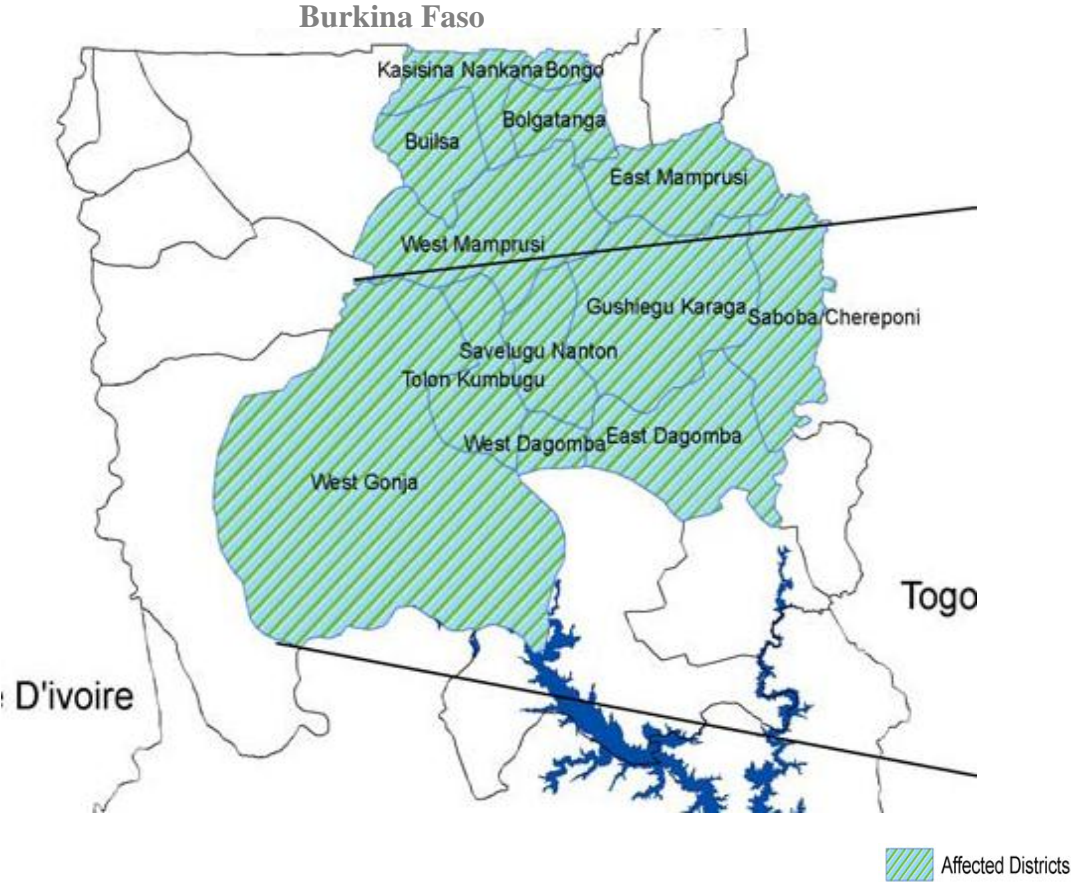 Burkina Faso
Kasisina Nankana Bongo
Bolgatanga
Builsa
East Mamprusi
West Mamprusi
Gushiegu Karaga
Saboba/Chereponi
Savelugu Nanton
Tolon Kumbugu
West Dagomba
East Dagomba
West Gonja
Togo
D'ivoire
Affected Districts